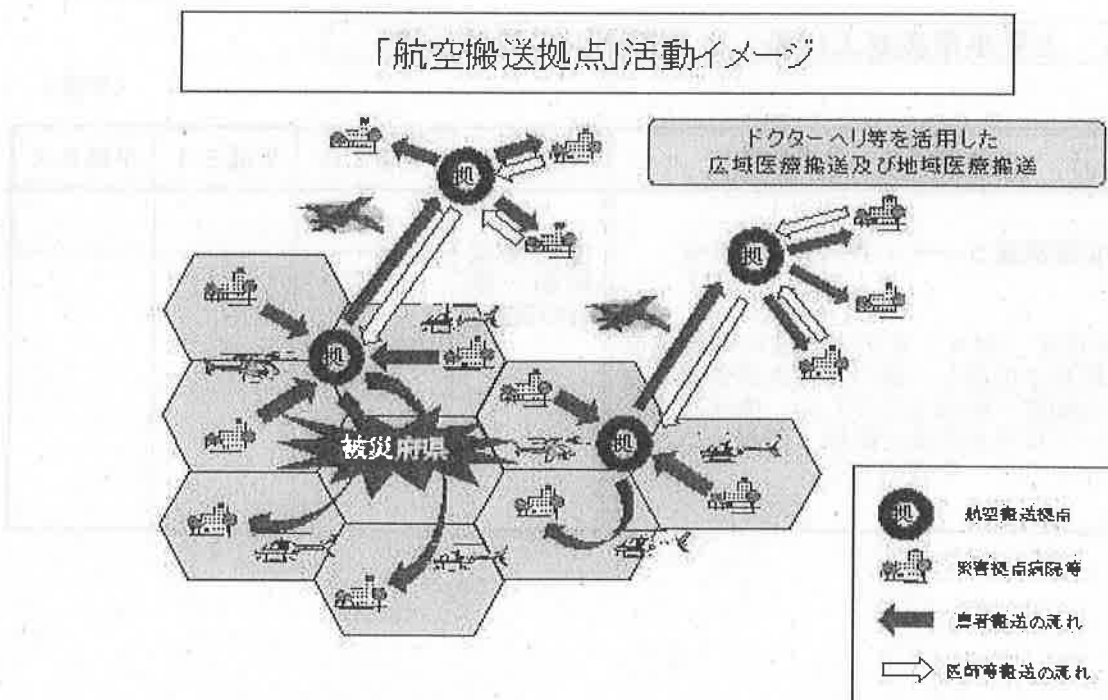 「航空搬送拠点」活動イメージ
ドクターヘリ等を活用した
広域医療搬送及び地域医療搬送
拠
拠
拠
被災府県
拠
拠 航空搬送拠点
災害拠点病院等
患者搬送の流れ
医師等搬送の流れ